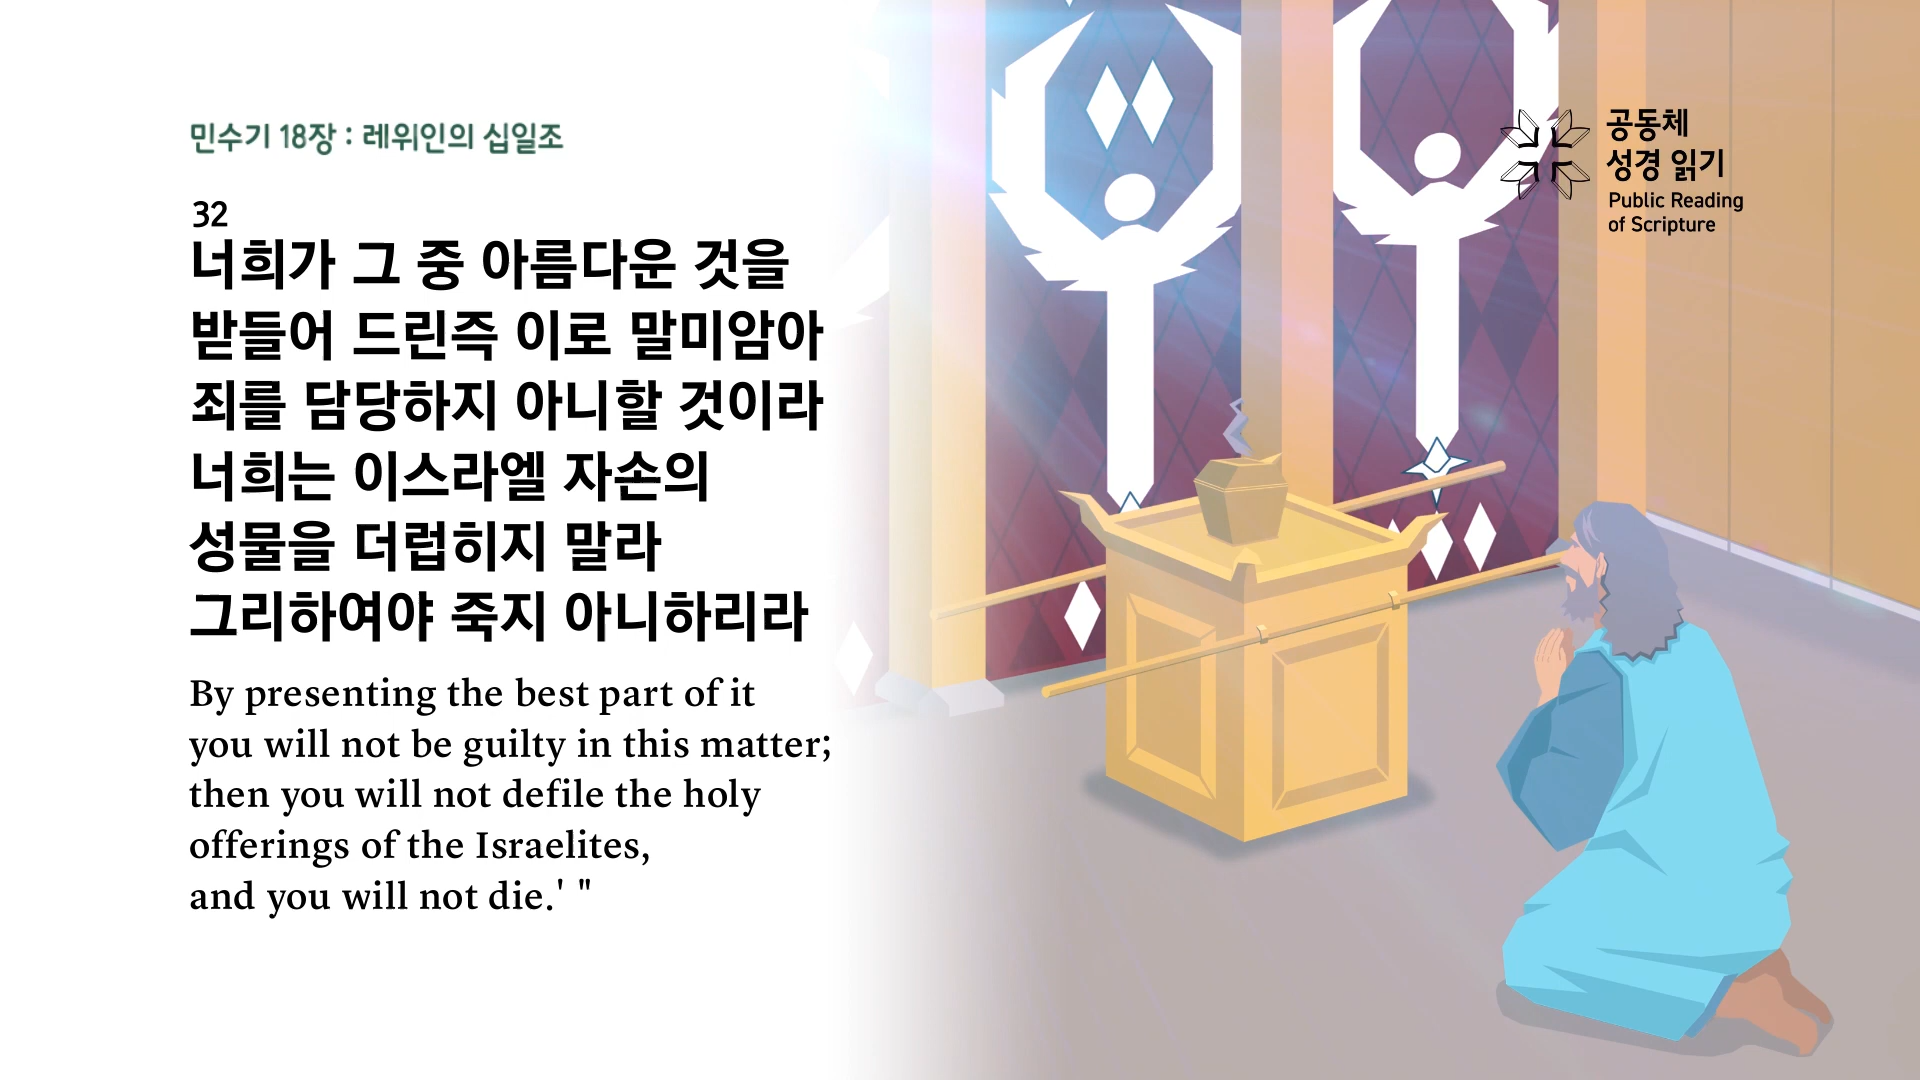 민수기 18장 : 레위인의 십일조
32
너희가 그 중 아름다운 것을
받들어 드린즉 이로 말미암아
죄를 담당하지 아니할 것이라
너희는 이스라엘 자손의
성물을 더럽히지 말라
그리하여야 죽지 아니하리라
By presenting the best part of it
you will not be guilty in this matter;
then you will not defile the holy
offerings of the Israelites,
and you will not die.' "
공동체
성경 읽기
Public Reading
of Scripture